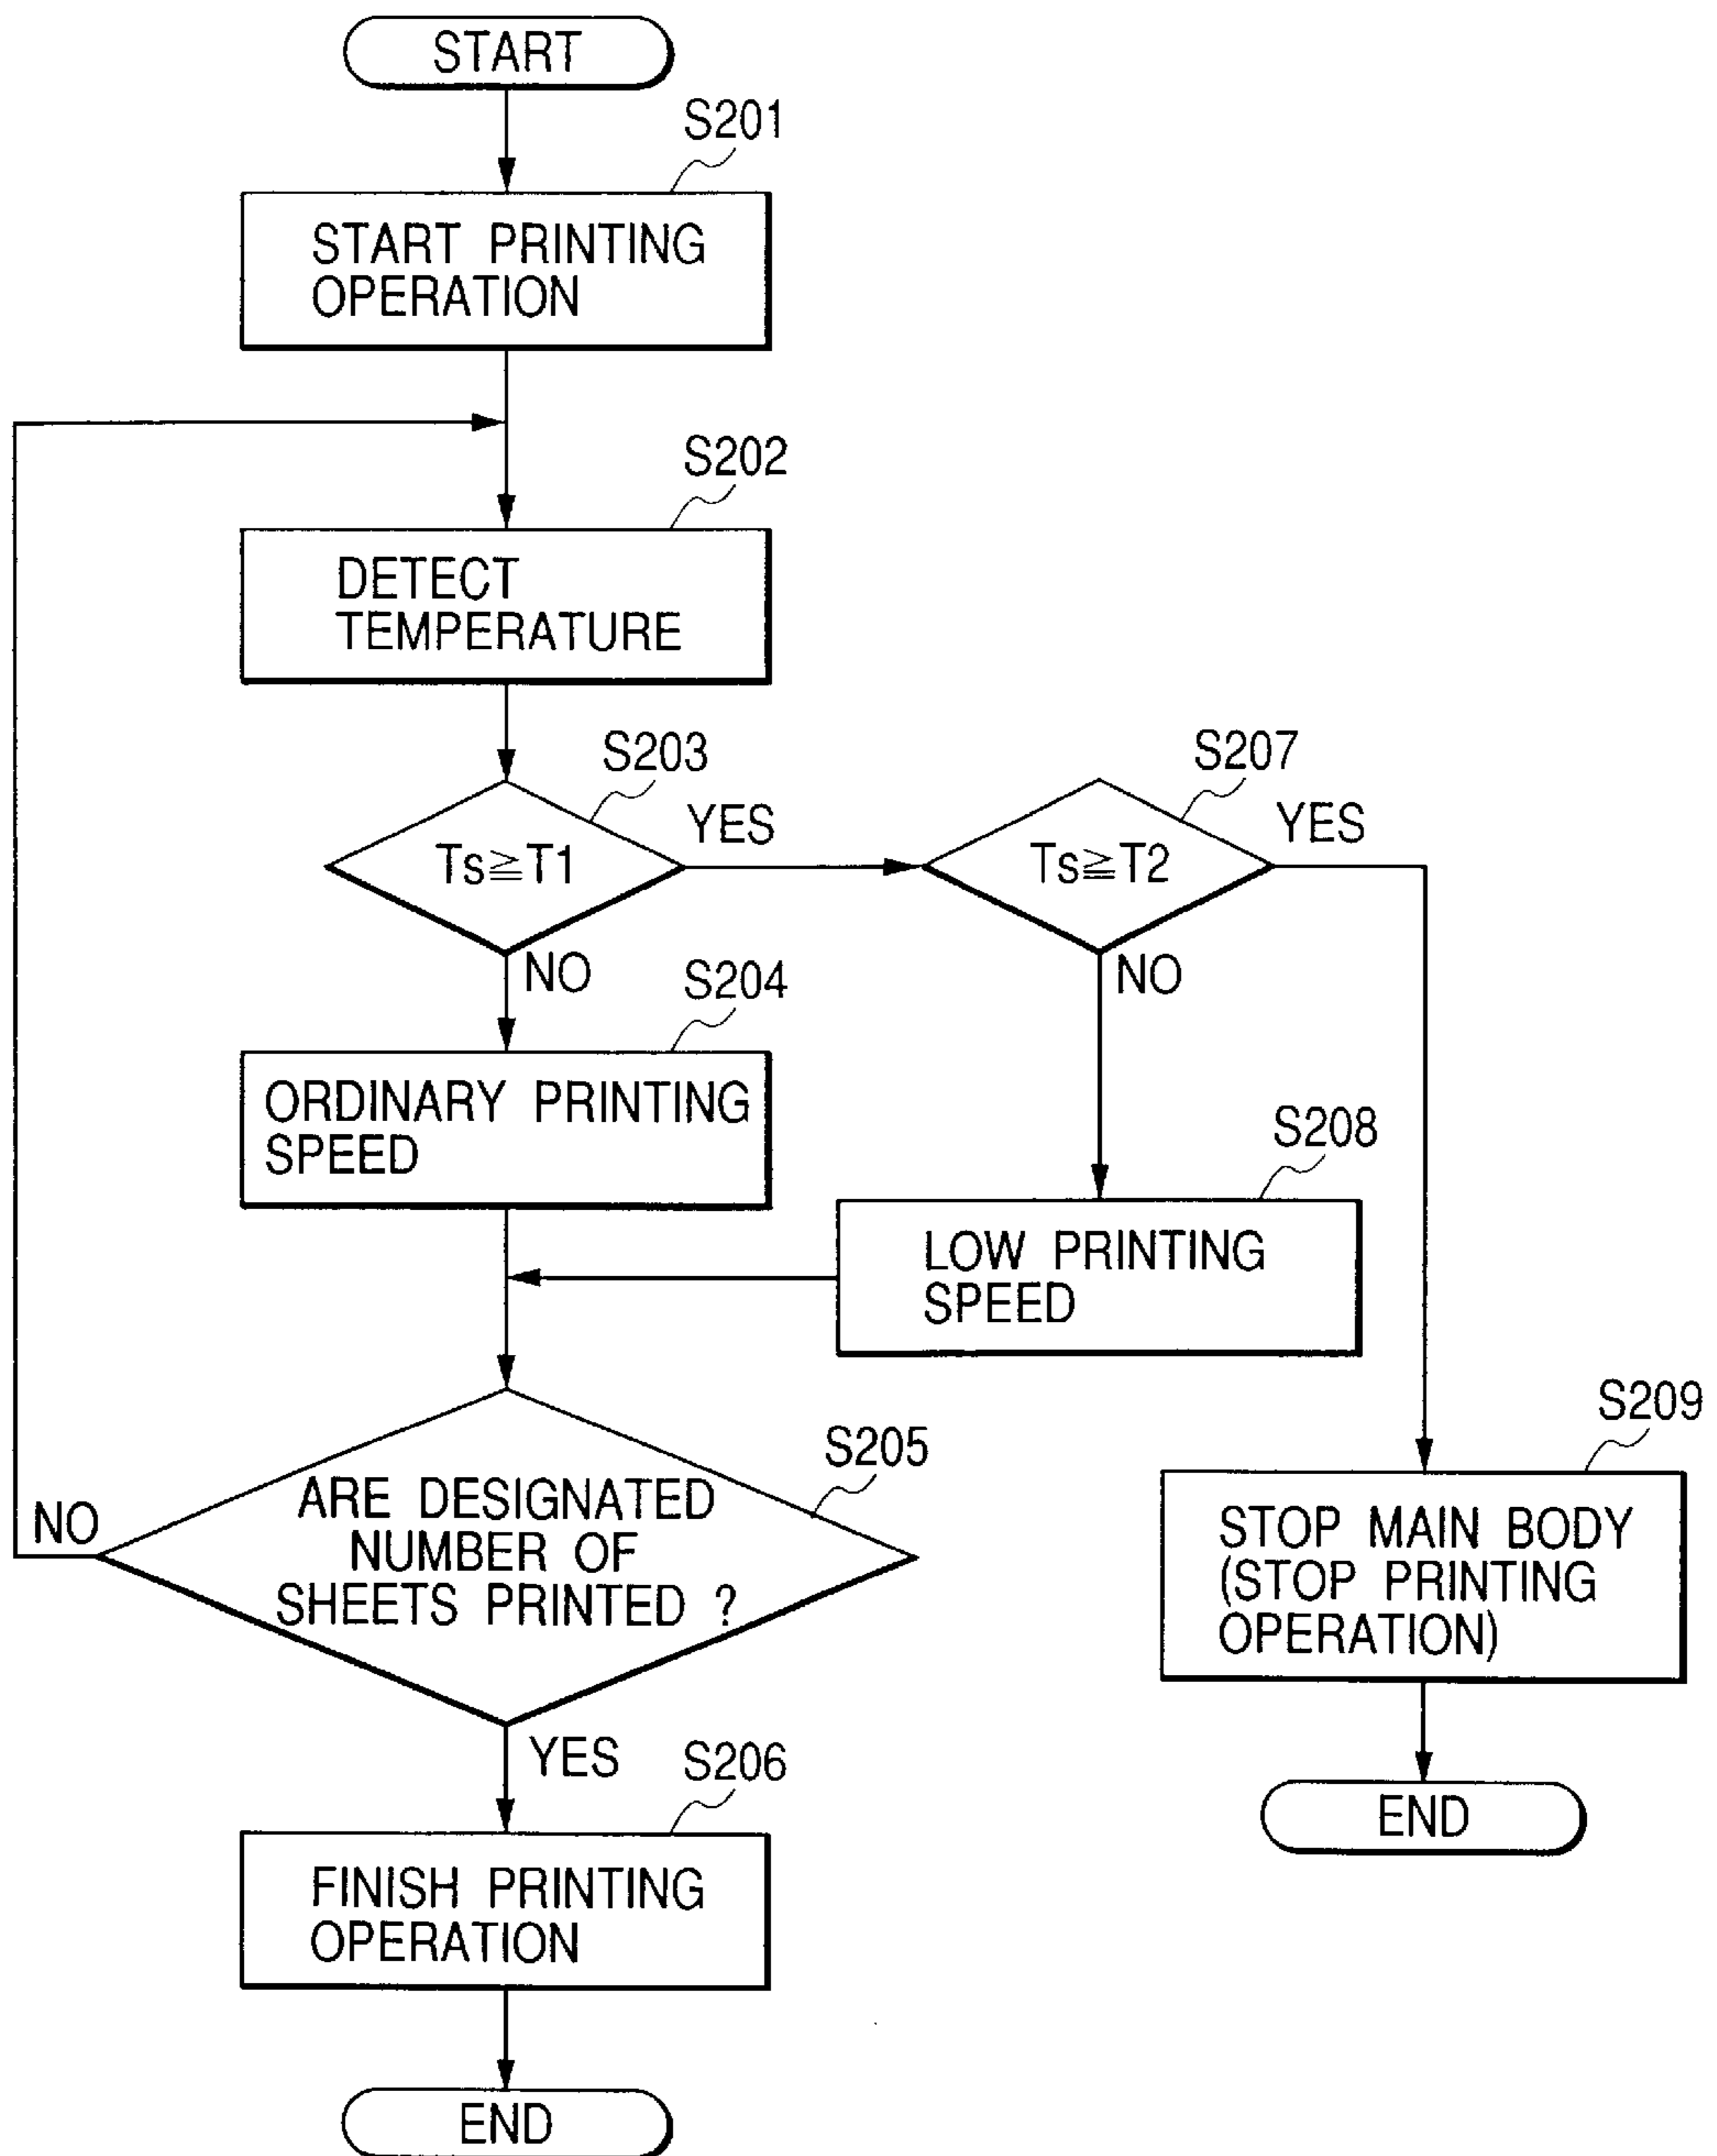 START
S201
START PRINTING
OPERATION
S202
DETECT
TEMPERATURE
S203
Ts≧T1
YES
NO
S207
Ts≧T2
YES
NO
S204
ORDINARY PRINTING
SPEED
S208
LOW PRINTING
SPEED
S205
ARE DESIGNATED
NUMBER OF
SHEETS PRINTED ?
NO
YES
S209
STOP MAIN BODY
(STOP PRINTING
OPERATION)
END
S206
FINISH PRINTING
OPERATION
END